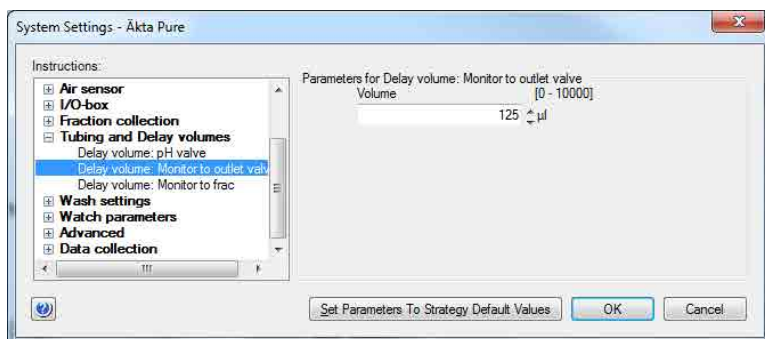 System Settings - Äkta Pure
Instructions:
Air sensor
I/O-box
Fraction collection
Tubing and Delay volumes
Delay volume: pH valve
Delay volume: Monitor to outlet valv
Delay volume: Monitor to frac
Wash settings
Watch parameters
Advanced
Data collection
Parameters for Delay volume: Monitor to outlet valve
Volume [0 - 10000]
125 µl
Set Parameters To Strategy Default Values OK Cancel